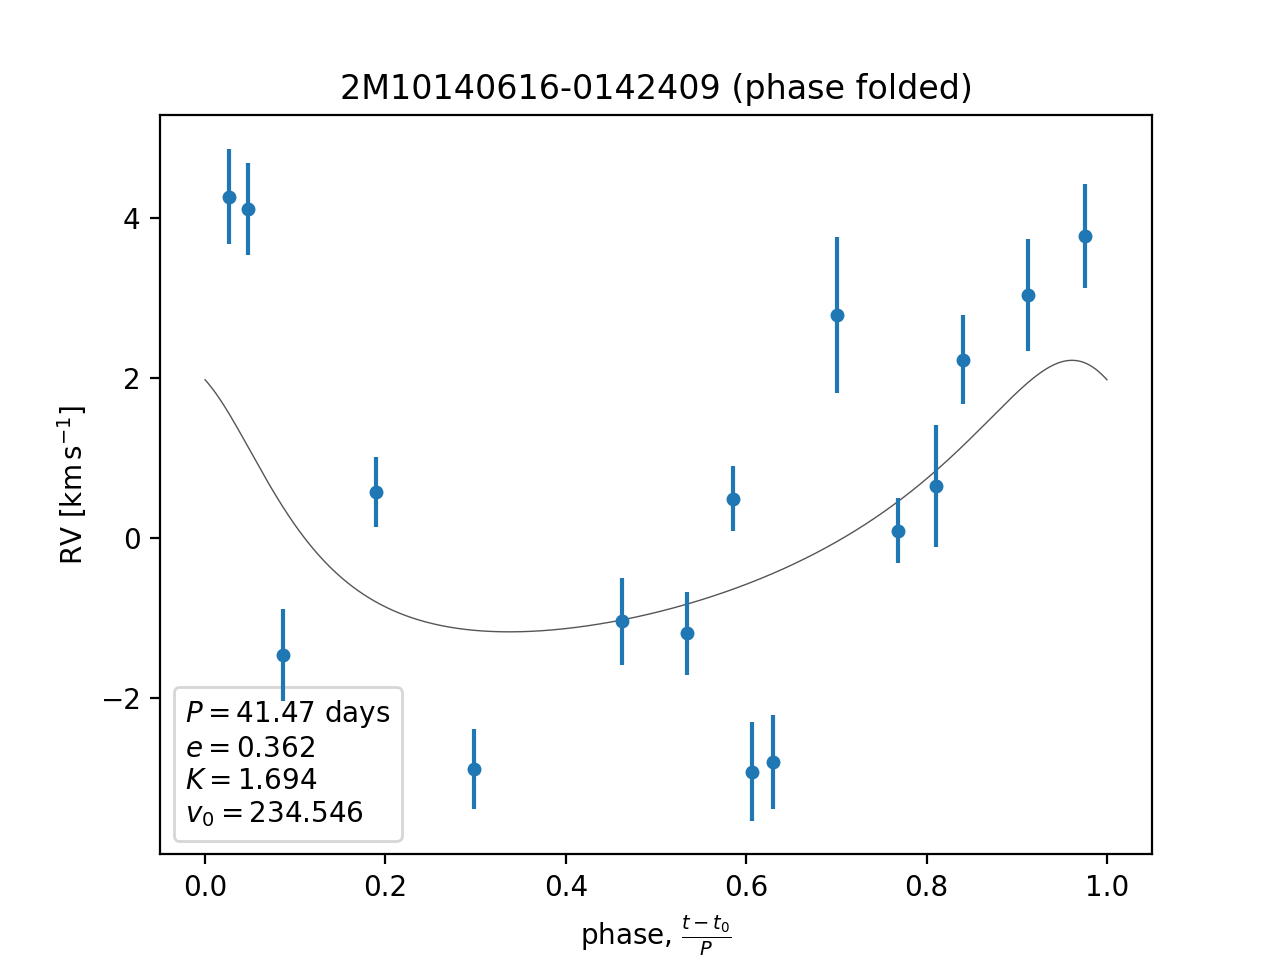 2M10140616-0142409 (phase folded)
RV [km s⁻¹]
4
2
0
−2
P = 41.47 days
e = 0.362
K = 1.694
v₀ = 234.546
0.0 0.2 0.4 0.6 0.8 1.0
phase, (t − t₀)/P